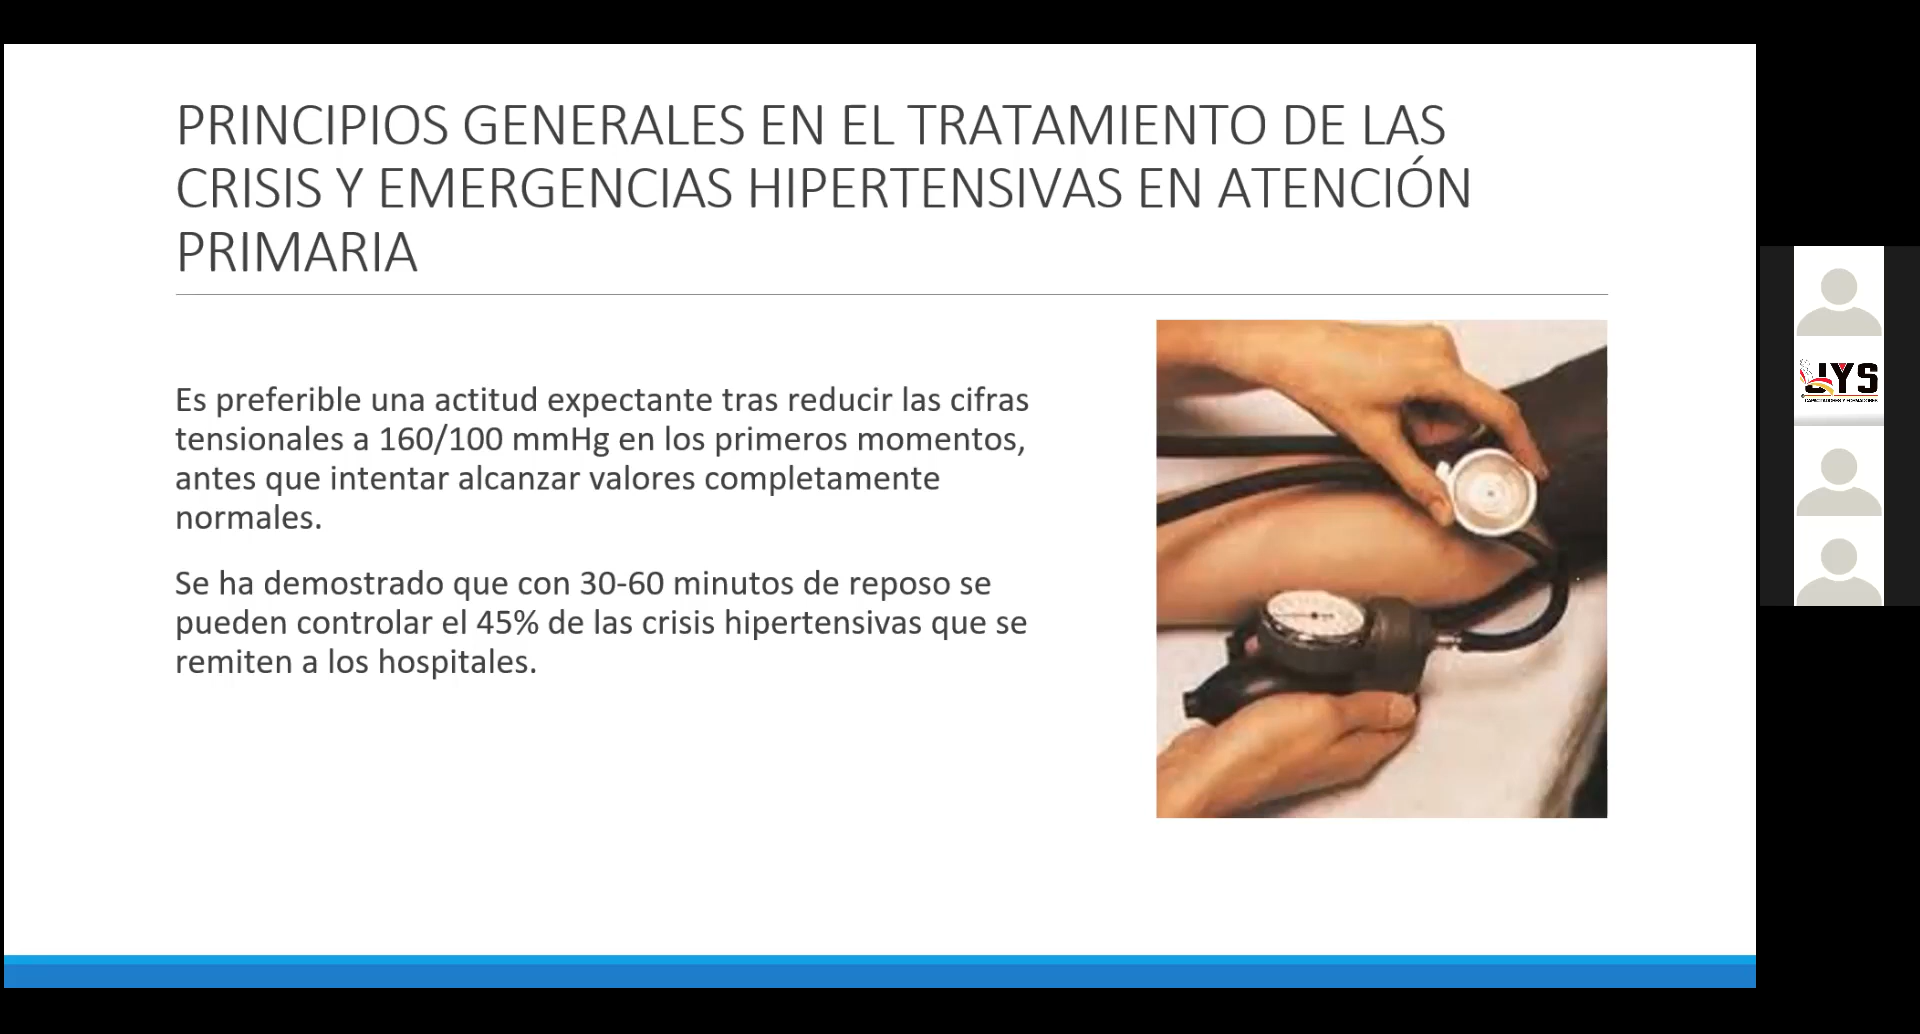 PRINCIPIOS GENERALES EN EL TRATAMIENTO DE LAS
CRISIS Y EMERGENCIAS HIPERTENSIVAS EN ATENCIÓN
PRIMARIA
Es preferible una actitud expectante tras reducir las cifras
tensionales a 160/100 mmHg en los primeros momentos,
antes que intentar alcanzar valores completamente
normales.
Se ha demostrado que con 30-60 minutos de reposo se
pueden controlar el 45% de las crisis hipertensivas que se
remiten a los hospitales.
JYS
CAPACITADORES Y FORMADORES